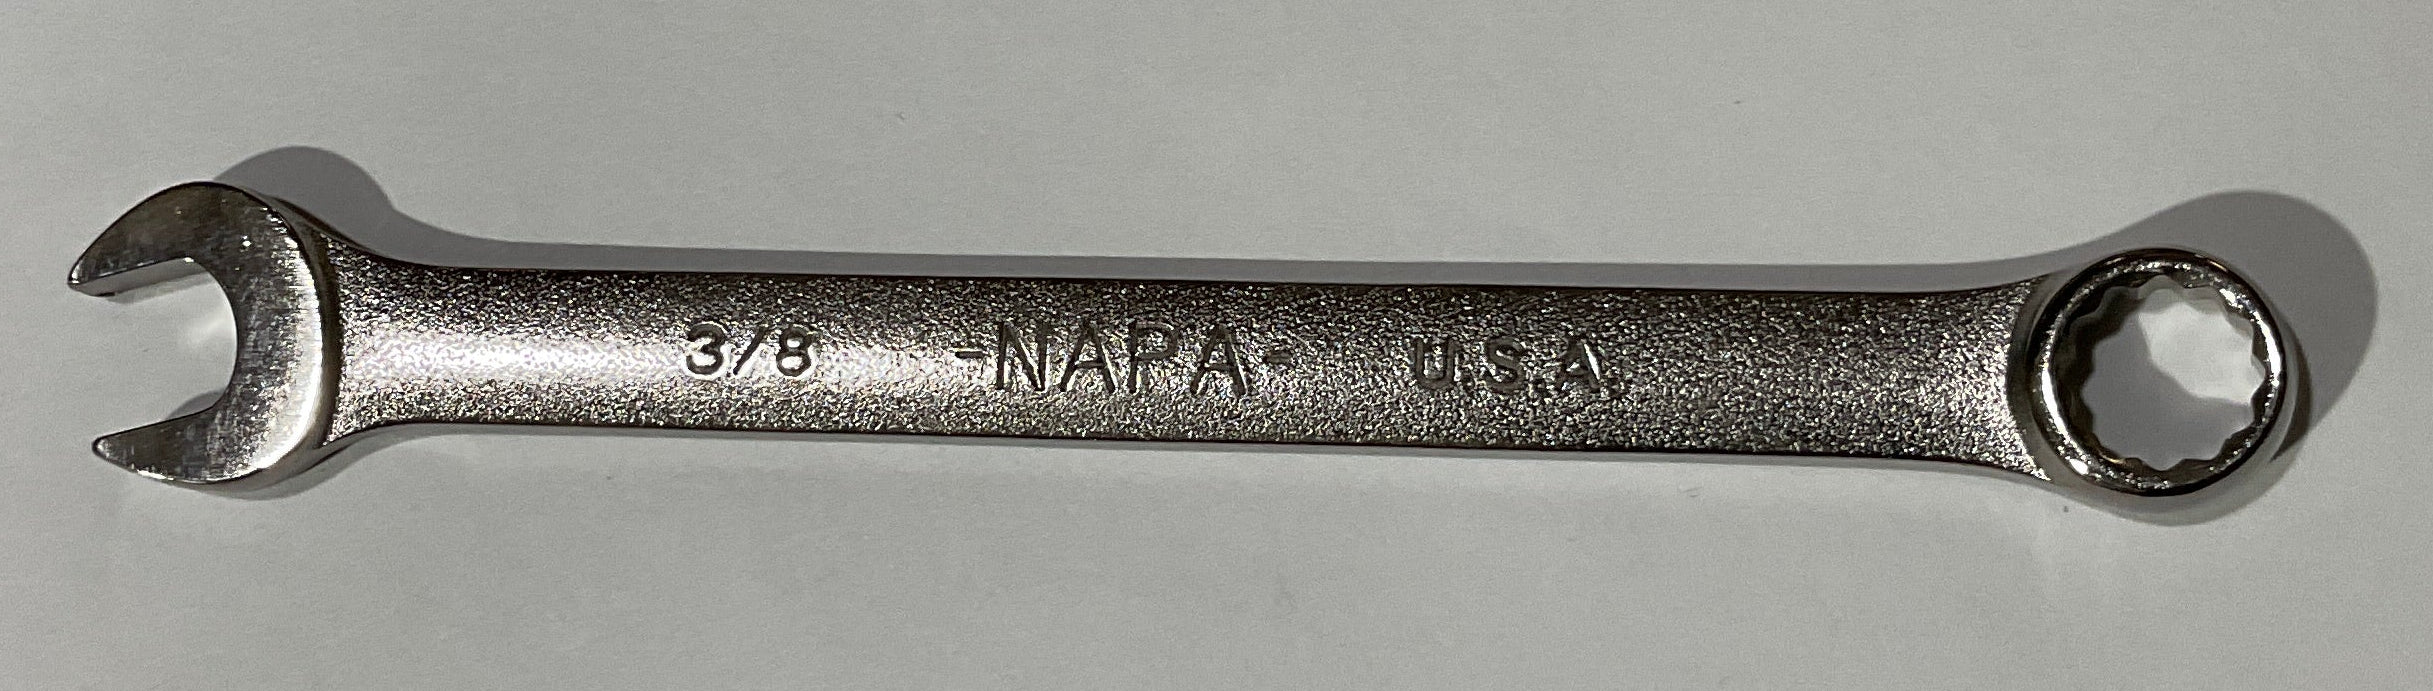 3/8 -NAPA- U.S.A.